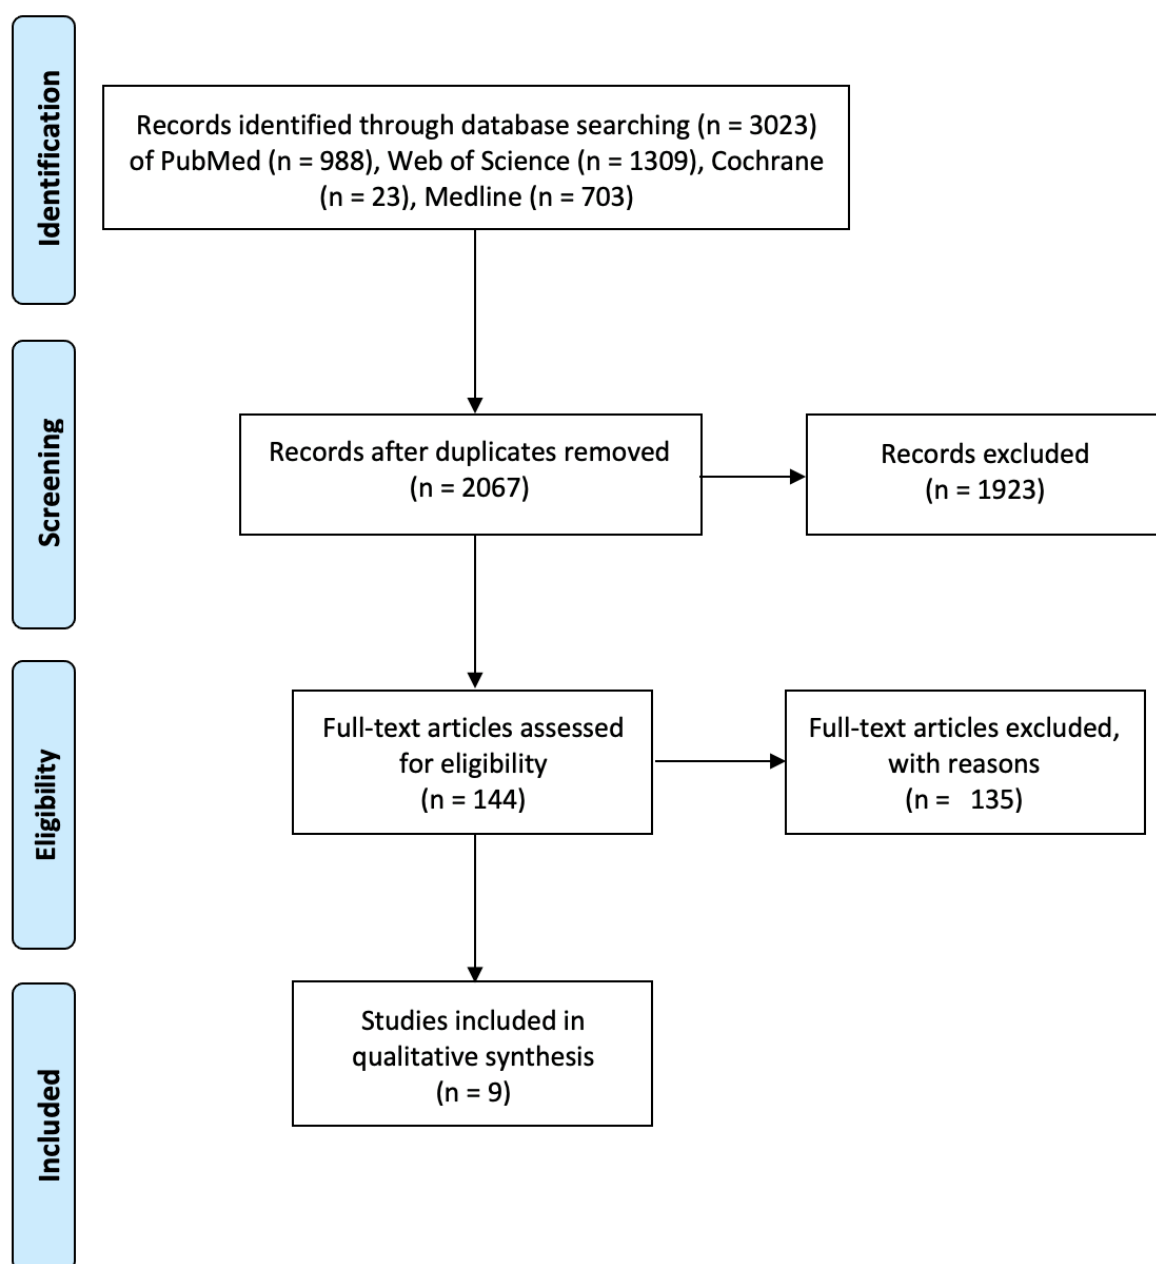 Identification
Records identified through database searching (n = 3023)
of PubMed (n = 988), Web of Science (n = 1309), Cochrane
(n = 23), Medline (n = 703)
Screening
Records after duplicates removed
(n = 2067)
Records excluded
(n = 1923)
Eligibility
Full-text articles assessed
for eligibility
(n = 144)
Full-text articles excluded,
with reasons
(n =   135)
Included
Studies included in
qualitative synthesis
(n = 9)